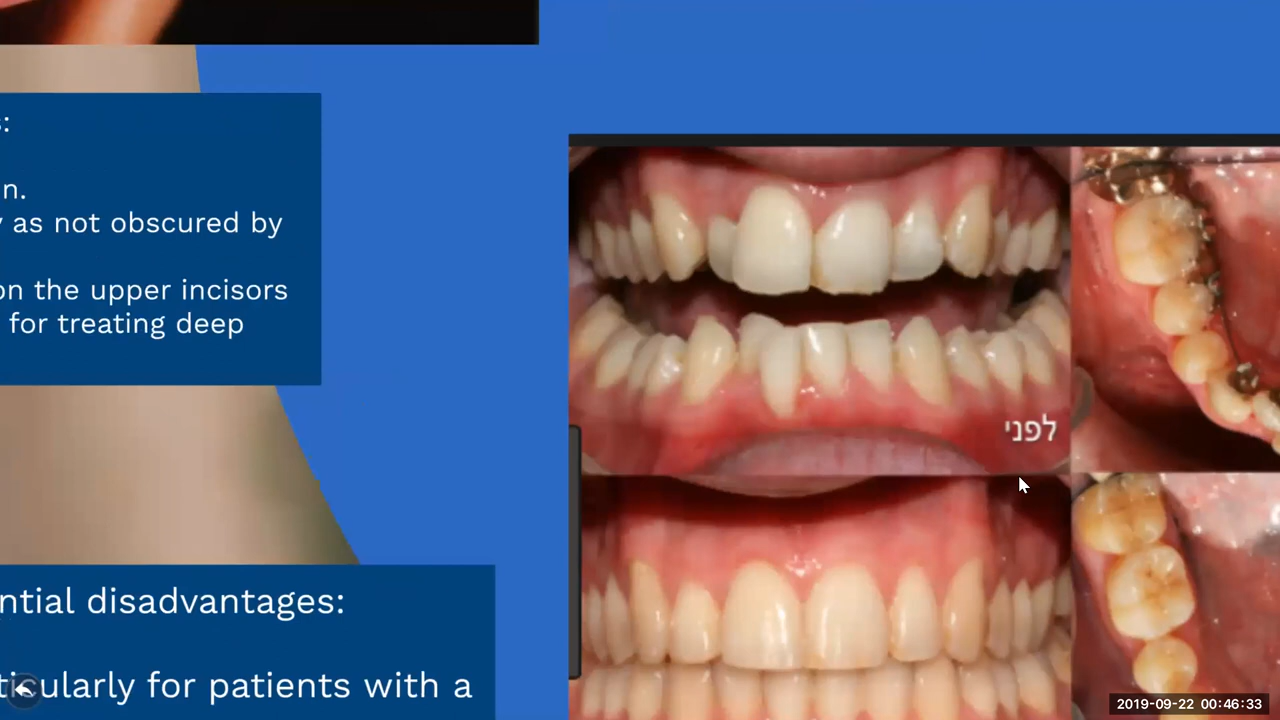 s:
n.
y as not obscured by
on the upper incisors
for treating deep
ntial disadvantages:
ticularly for patients with a
לפני
2019-09-22 00:46:33